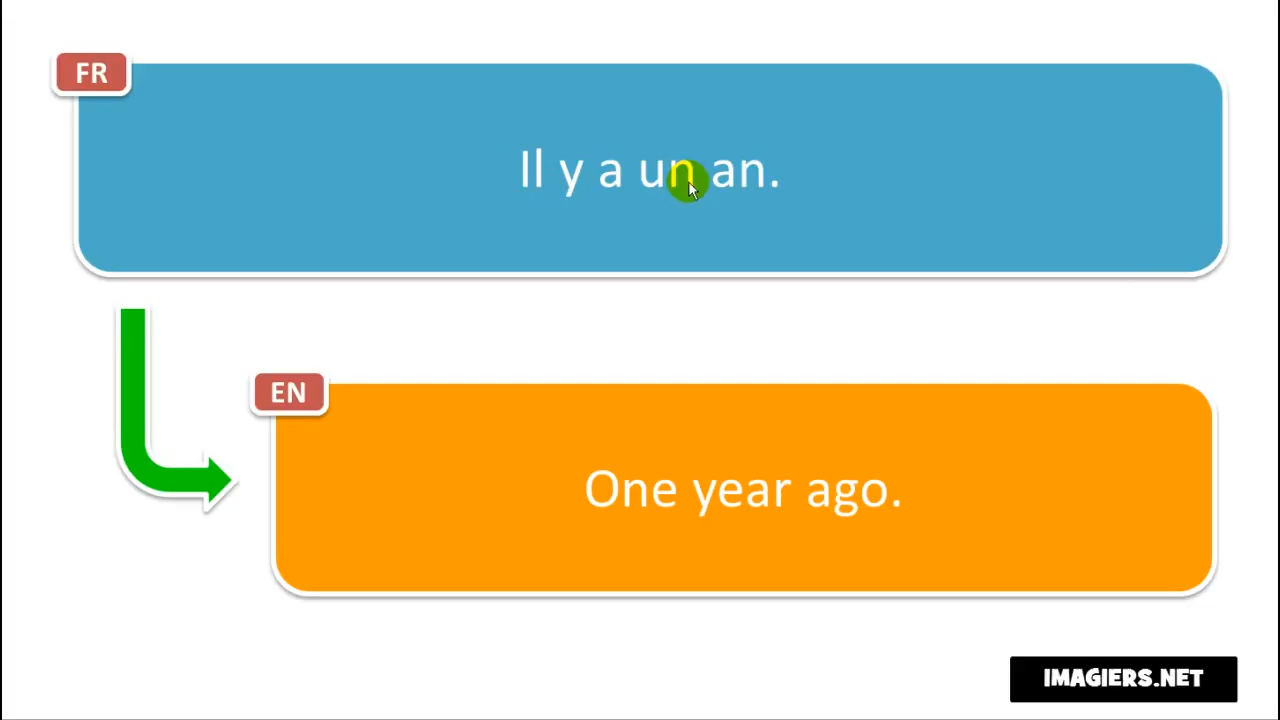 FR
Il y a un an.
EN
One year ago.
IMAGIERS.NET